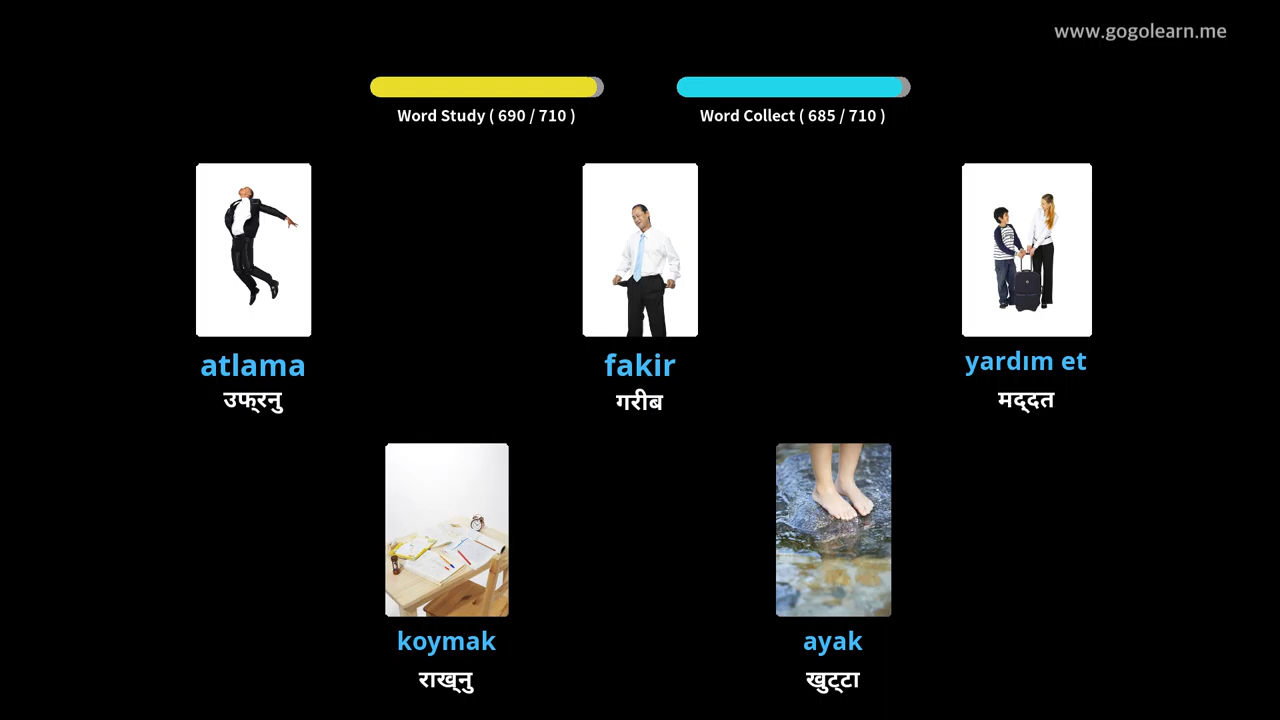 www.gogolearn.me
Word Study ( 690 / 710 )
Word Collect ( 685 / 710 )
atlama
उफ्रनु
fakir
गरीब
yardım et
मद्दत
koymak
राख्नु
ayak
खुट्टा